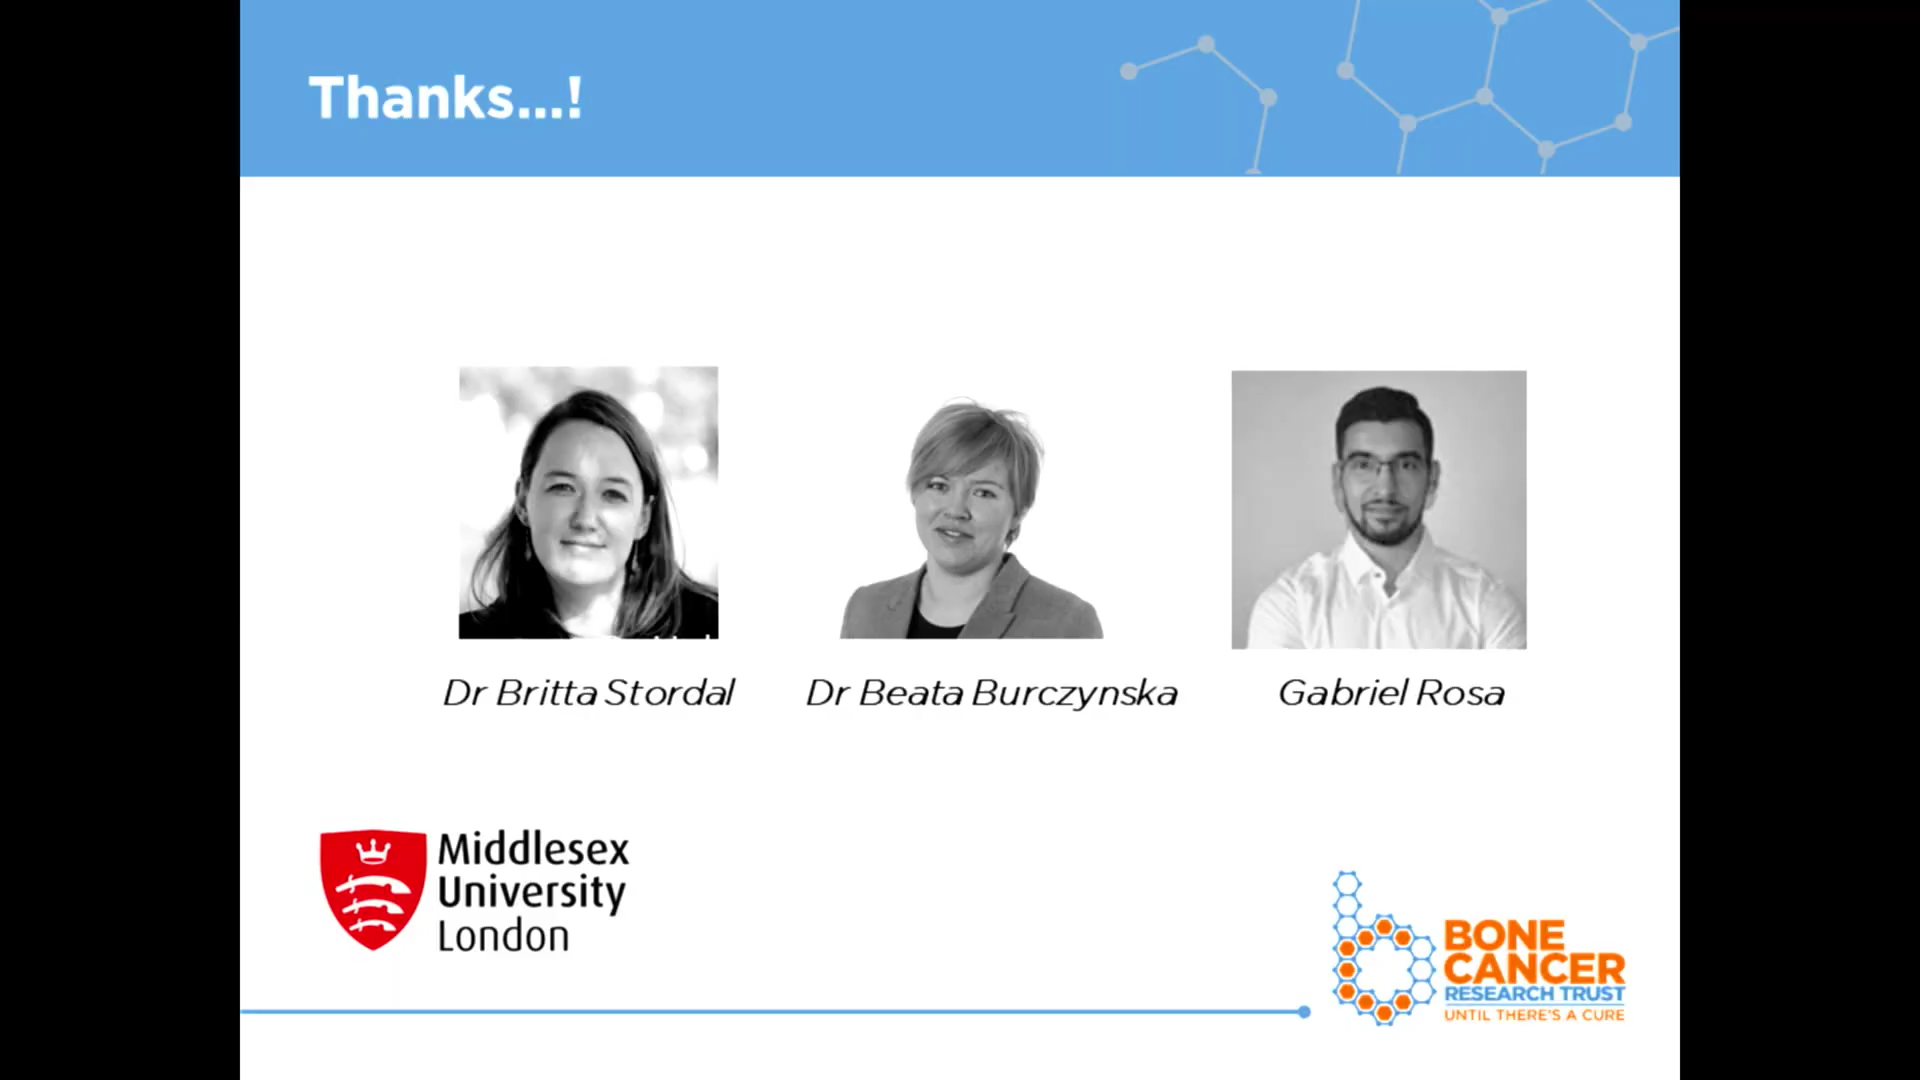 Thanks...!
Dr Britta Stordal
Dr Beata Burczynska
Gabriel Rosa
Middlesex
University
London
BONE
CANCER
RESEARCH TRUST
UNTIL THERE'S A CURE